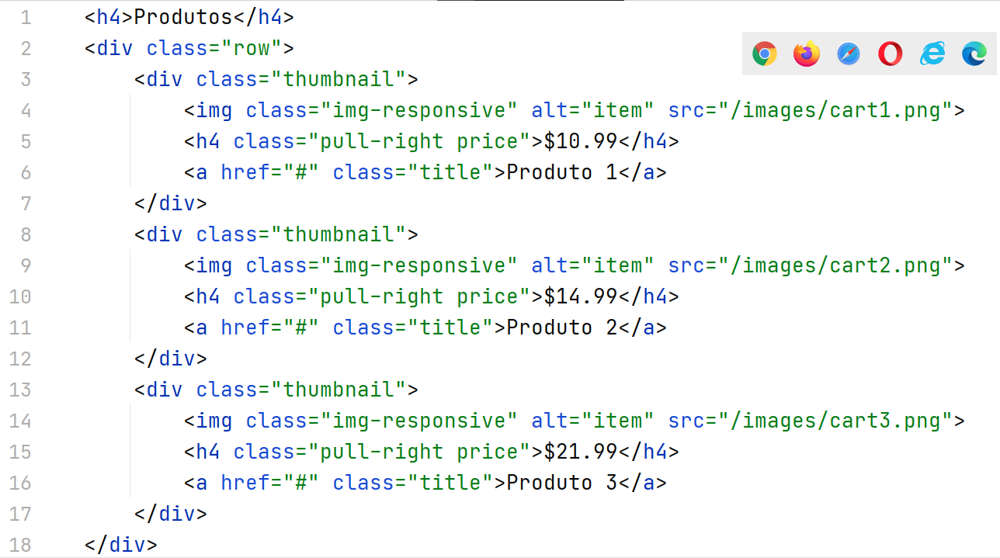 1 <h4>Produtos</h4>
2 <div class="row">
3     <div class="thumbnail">
4         <img class="img-responsive" alt="item" src="/images/cart1.png">
5         <h4 class="pull-right price">$10.99</h4>
6         <a href="#" class="title">Produto 1</a>
7     </div>
8     <div class="thumbnail">
9         <img class="img-responsive" alt="item" src="/images/cart2.png">
10         <h4 class="pull-right price">$14.99</h4>
11         <a href="#" class="title">Produto 2</a>
12     </div>
13     <div class="thumbnail">
14         <img class="img-responsive" alt="item" src="/images/cart3.png">
15         <h4 class="pull-right price">$21.99</h4>
16         <a href="#" class="title">Produto 3</a>
17     </div>
18 </div>